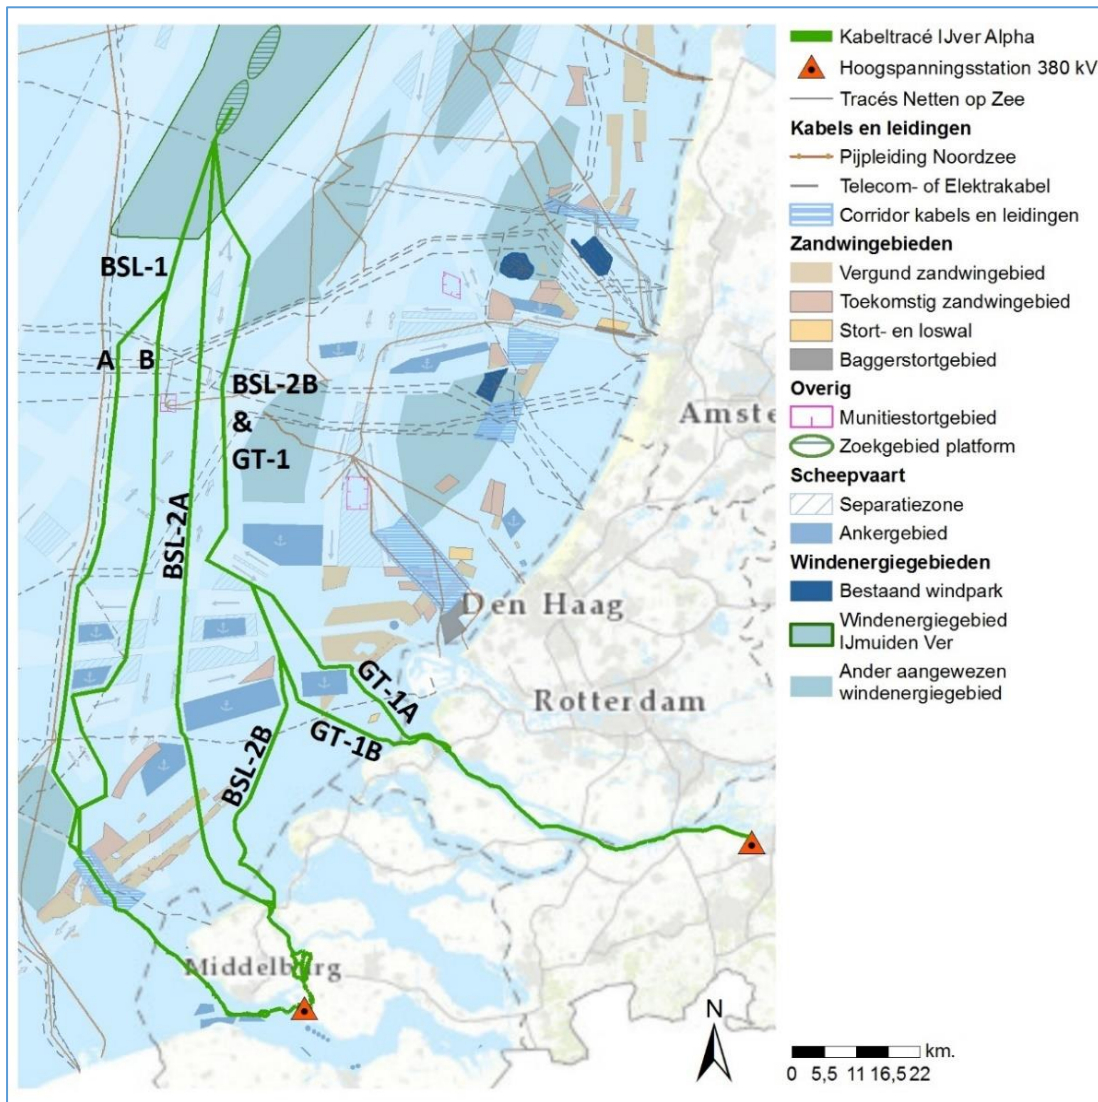 BSL-1
A
B
BSL-2B
&
GT-1
BSL-2A
BSL-2B
GT-1A
GT-1B
Amste
Den Haag
Rotterdam
Middelburg
Kabeltracé IJver Alpha
Hoogspanningsstation 380 kV
Tracés Netten op Zee
Kabels en leidingen
Pijpleiding Noordzee
Telecom- of Elektrakabel
Corridor kabels en leidingen
Zandwingebieden
Vergund zandwingebied
Toekomstig zandwingebied
Stort- en loswal
Baggerstortgebied
Overig
Munitiestortgebied
Zoekgebied platform
Scheepvaart
Separatiezone
Ankergebied
Windenergiegebieden
Bestaand windpark
Windenergiegebied
IJmuiden Ver
Ander aangewezen
windenergiegebied
N
km.
0 5,5 11 16,5 22